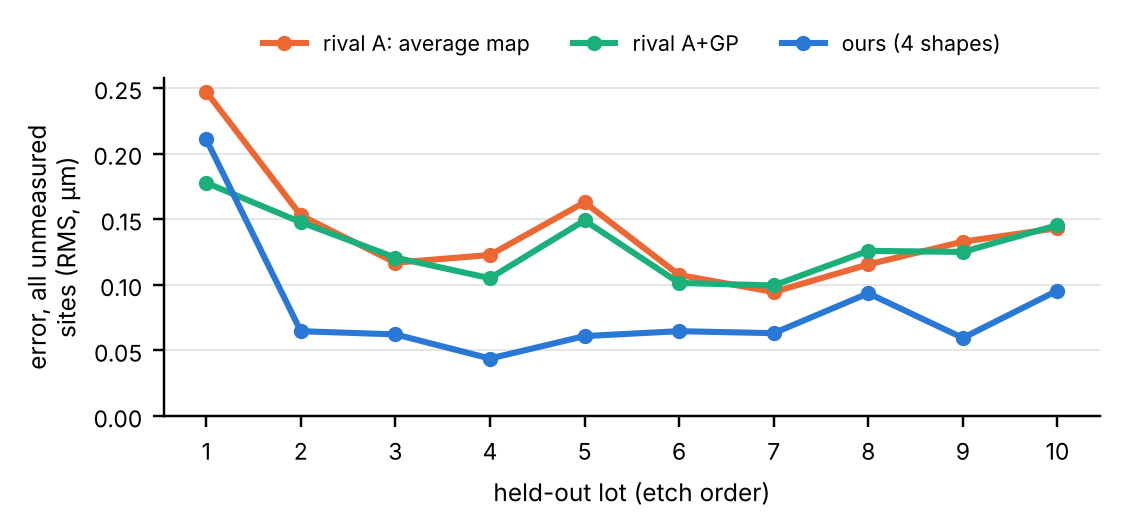 rival A: average map
rival A+GP
ours (4 shapes)
error, all unmeasured
sites (RMS, μm)
0.25
0.20
0.15
0.10
0.05
0.00
1 2 3 4 5 6 7 8 9 10
held-out lot (etch order)